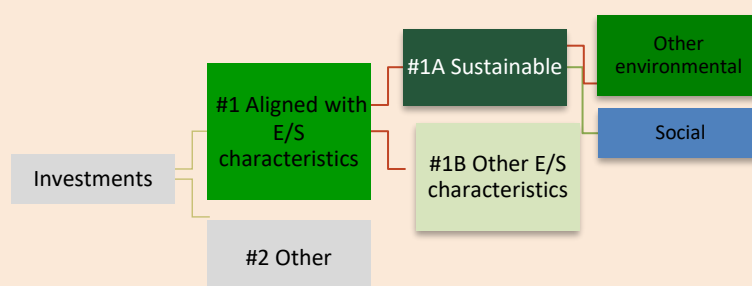 Investments
#1 Aligned with
E/S
characteristics
#2 Other
#1A Sustainable
#1B Other E/S
characteristics
Other
environmental
Social